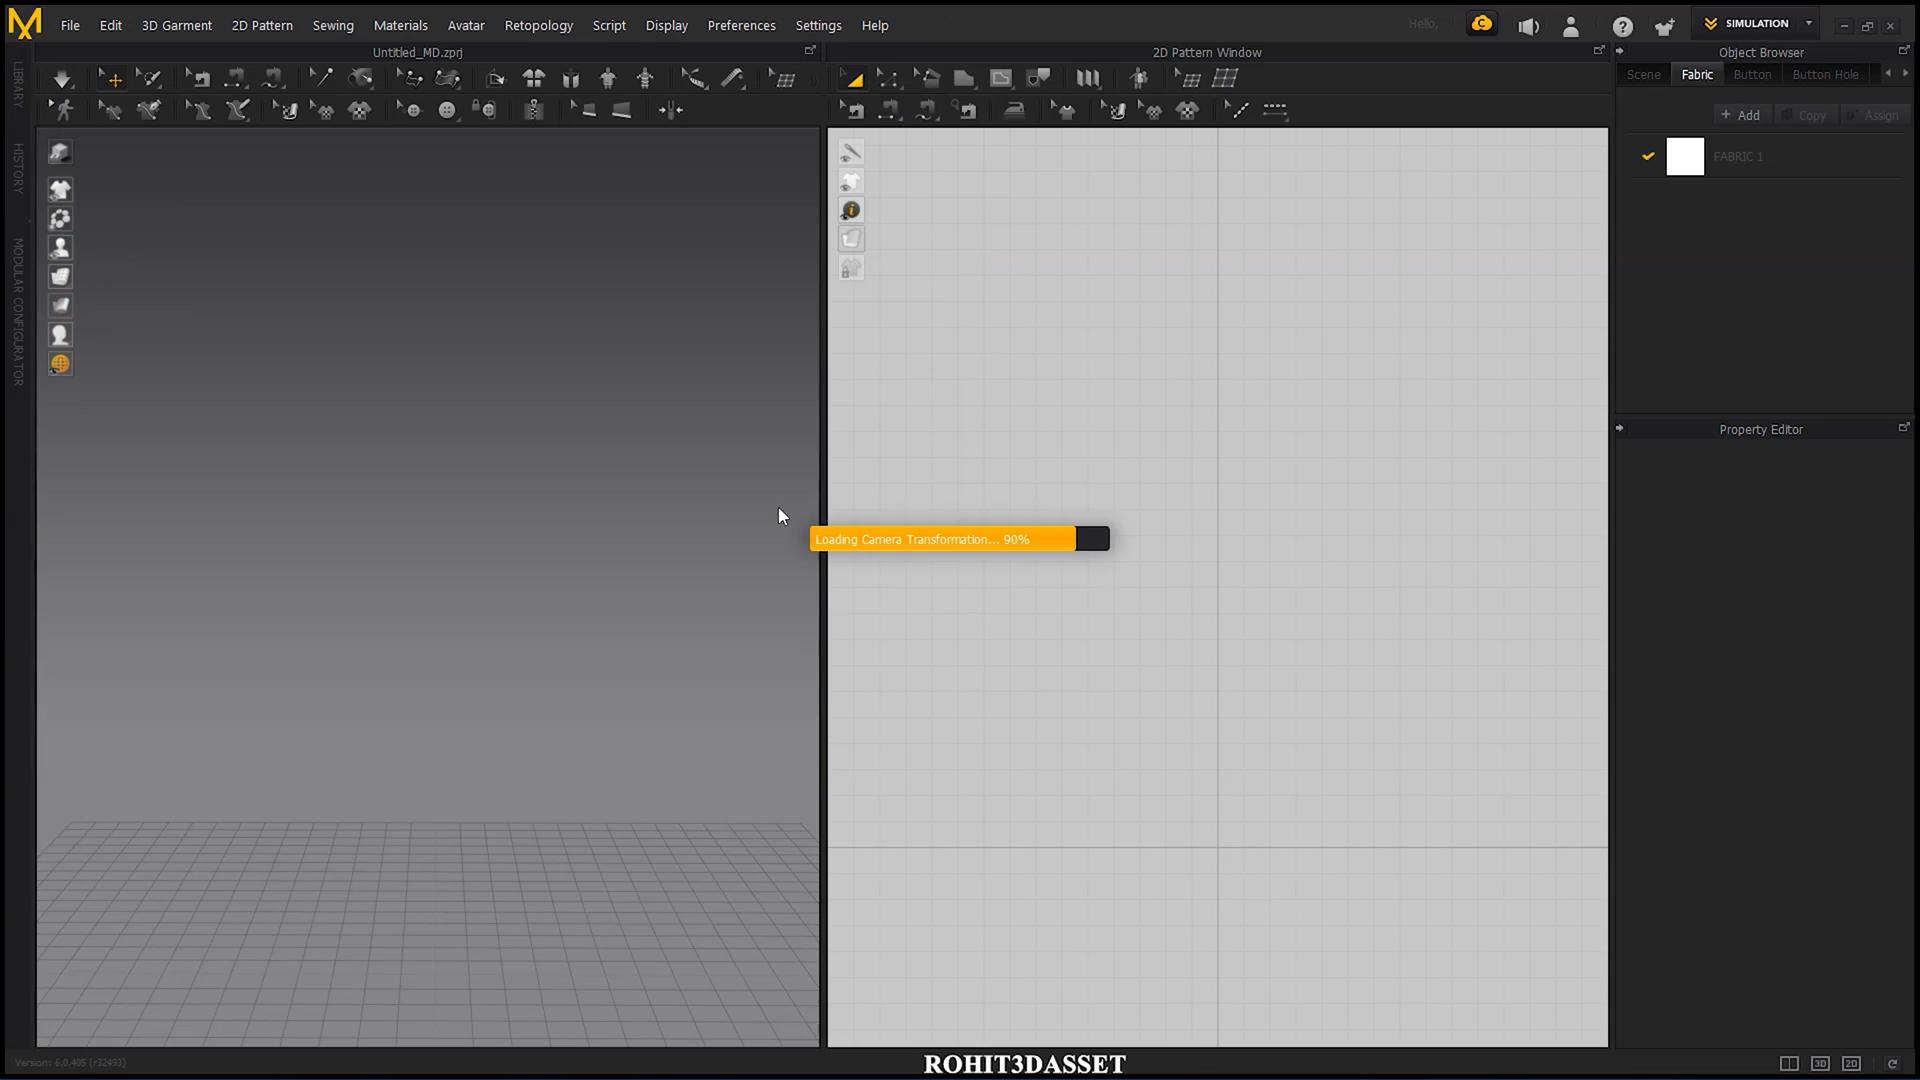 File Edit 3D Garment 2D Pattern Sewing Materials Avatar Retopology Script Display Preferences Settings Help
Hello,
SIMULATION
Untitled_MD.zprj
2D Pattern Window
Object Browser
Scene Fabric Button Button Hole
+ Add Copy Assign
FABRIC 1
LIBRARY
HISTORY
MODULAR CONFIGURATOR
Property Editor
Loading Camera Transformation... 90%
Version: 6.0.405 (r32493)
ROHIT3DASSET
3D 2D